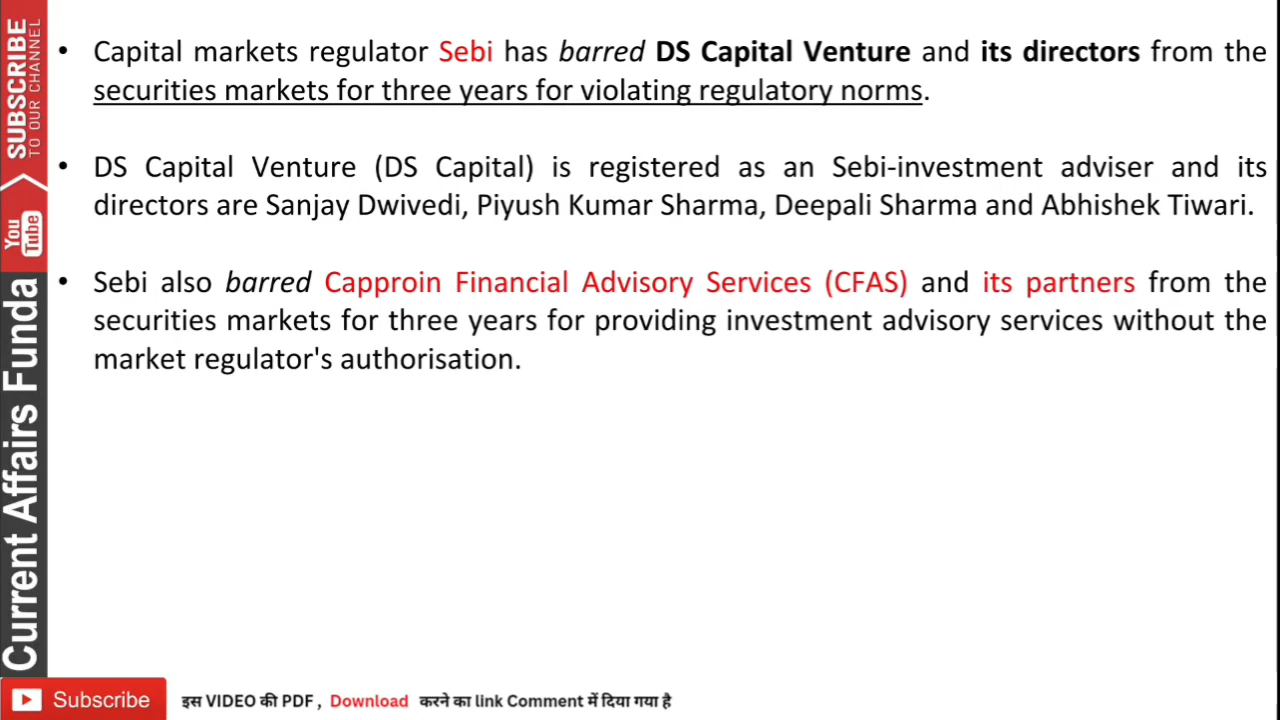 • Capital markets regulator Sebi has barred DS Capital Venture and its directors from the
securities markets for three years for violating regulatory norms.
• DS Capital Venture (DS Capital) is registered as an Sebi-investment adviser and its
directors are Sanjay Dwivedi, Piyush Kumar Sharma, Deepali Sharma and Abhishek Tiwari.
• Sebi also barred Capproin Financial Advisory Services (CFAS) and its partners from the
securities markets for three years for providing investment advisory services without the
market regulator's authorisation.
SUBSCRIBE
TO OUR CHANNEL
You
Tube
Current Affairs Funda
Subscribe
इस VIDEO की PDF , Download करने का link Comment में दिया गया है